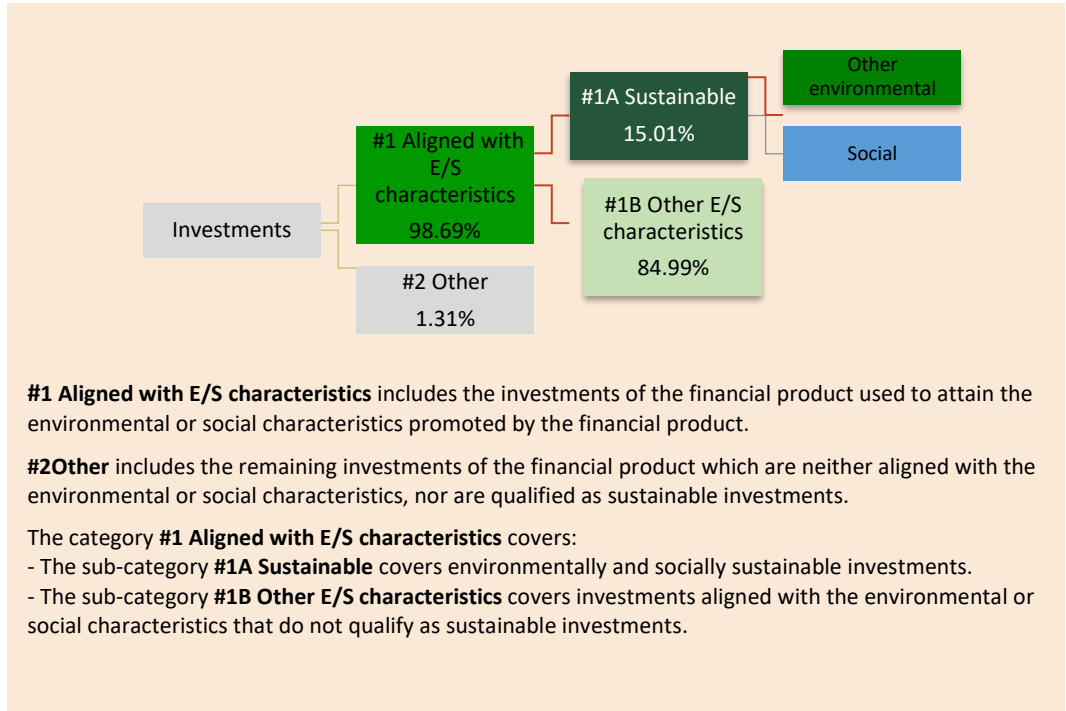 Investments
#1 Aligned with
E/S
characteristics
98.69%
#2 Other
1.31%
#1A Sustainable
15.01%
#1B Other E/S
characteristics
84.99%
Other
environmental
Social
#1 Aligned with E/S characteristics includes the investments of the financial product used to attain the
environmental or social characteristics promoted by the financial product.
#2Other includes the remaining investments of the financial product which are neither aligned with the
environmental or social characteristics, nor are qualified as sustainable investments.
The category #1 Aligned with E/S characteristics covers:
- The sub-category #1A Sustainable covers environmentally and socially sustainable investments.
- The sub-category #1B Other E/S characteristics covers investments aligned with the environmental or
social characteristics that do not qualify as sustainable investments.